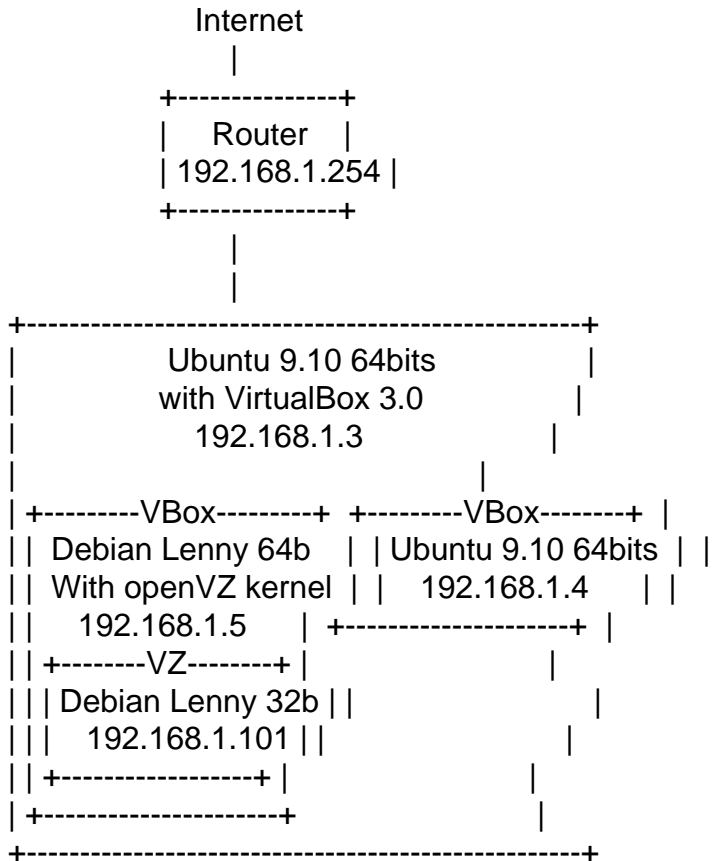 Internet
|
+---------------+
| Router |
| 192.168.1.254 |
+---------------+
|
|
+---------------------------------------------------+
| Ubuntu 9.10 64bits |
| with VirtualBox 3.0 |
| 192.168.1.3 |
| |
| +---------VBox---------+ +---------VBox--------+ |
| | Debian Lenny 64b | | Ubuntu 9.10 64bits | |
| | With openVZ kernel | | 192.168.1.4 | |
| | 192.168.1.5 | +---------------------+ |
| | +--------VZ--------+ | |
| | | Debian Lenny 32b | | |
| | | 192.168.1.101 | | |
| | +------------------+ | |
| +----------------------+ |
+---------------------------------------------------+